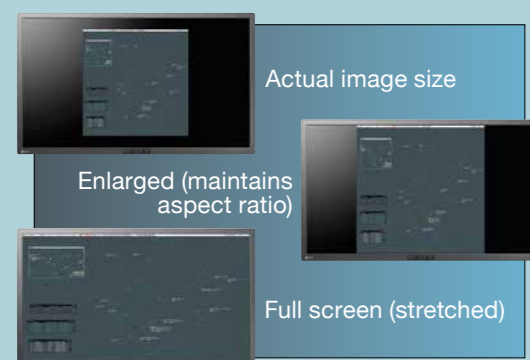 Actual image size
Enlarged (maintains
aspect ratio)
Full screen (stretched)